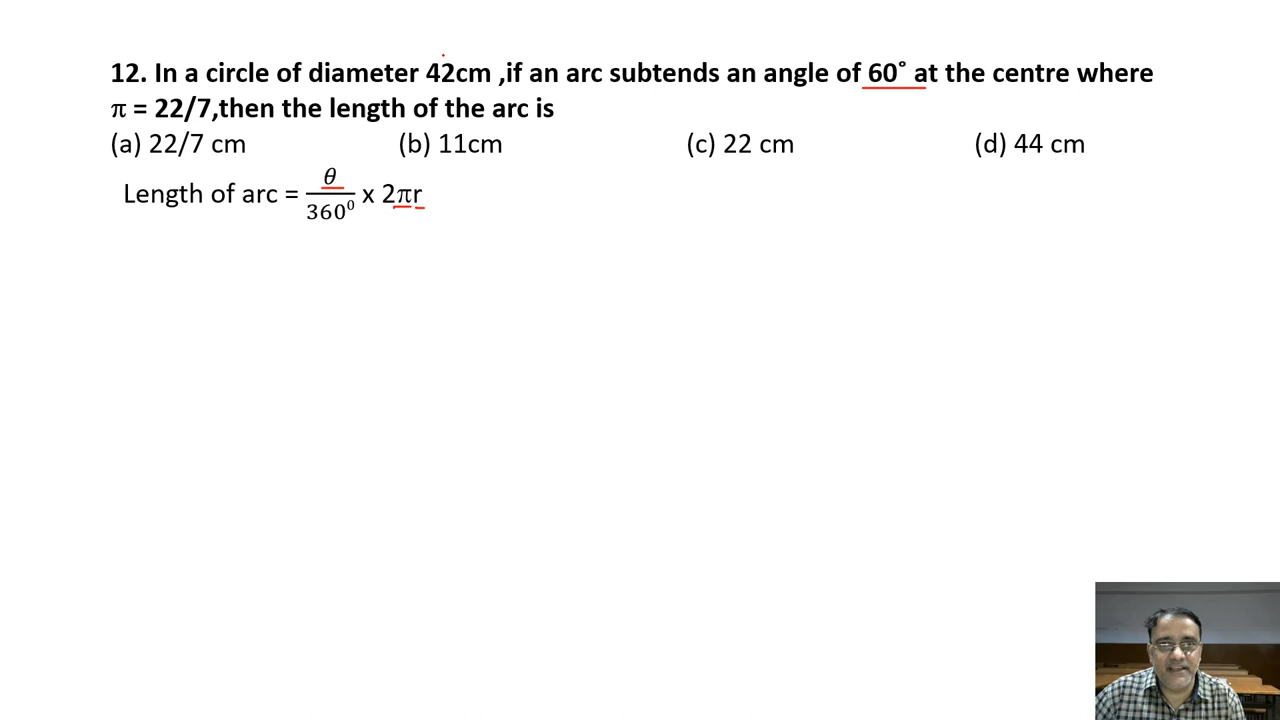 12. In a circle of diameter 42cm ,if an arc subtends an angle of 60˚ at the centre where
π = 22/7,then the length of the arc is
(a) 22/7 cm (b) 11cm (c) 22 cm (d) 44 cm
Length of arc = 𝜃/360⁰ x 2πr